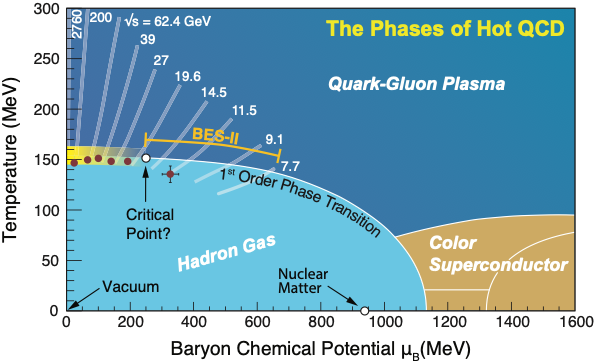 The Phases of Hot QCD
300
250
200
150
100
50
0
Temperature (MeV)
2760
200
√s = 62.4 GeV
39
27
19.6
14.5
11.5
9.1
7.7
BES-II
Quark-Gluon Plasma
1st Order Phase Transition
Critical
Point?
Hadron Gas
Color
Superconductor
Vacuum
Nuclear
Matter
0 200 400 600 800 1000 1200 1400 1600
Baryon Chemical Potential μB(MeV)